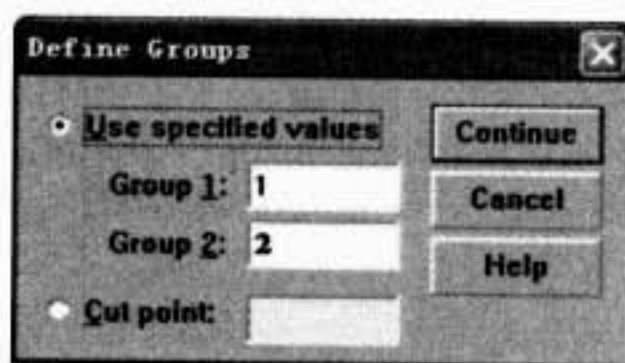 Define Groups
Use specified values
Group 1: 1
Group 2: 2
Cut point:
Continue
Cancel
Help